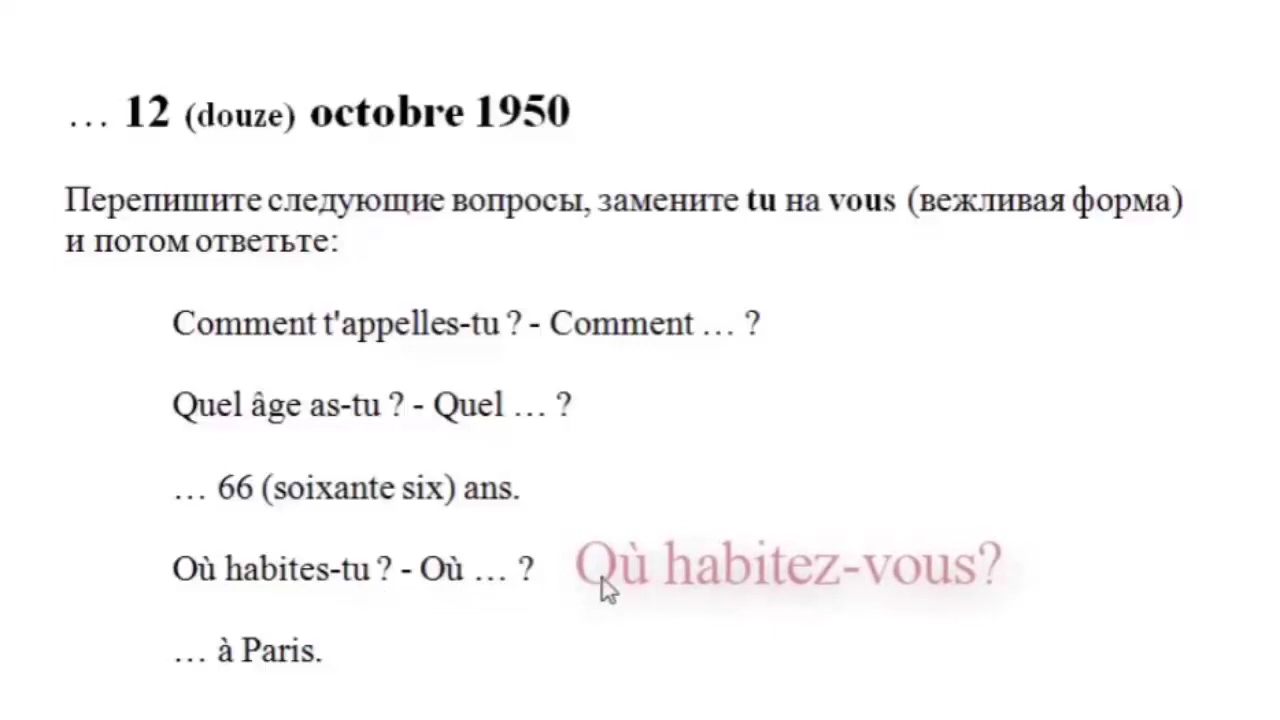 … 12 (douze) octobre 1950
Перепишите следующие вопросы, замените tu на vous (вежливая форма)
и потом ответьте:
Comment t'appelles-tu ? - Comment … ?
Quel âge as-tu ? - Quel … ?
… 66 (soixante six) ans.
Où habites-tu ? - Où … ? Où habitez-vous?
… à Paris.